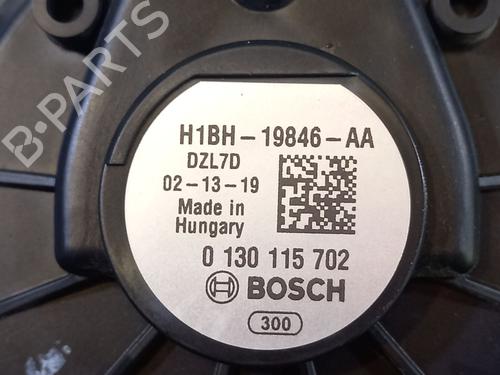 B-PARTS
H1BH-19846-AA
DZL7D
02-13-19
Made in
Hungary
0 130 115 702
BOSCH
300